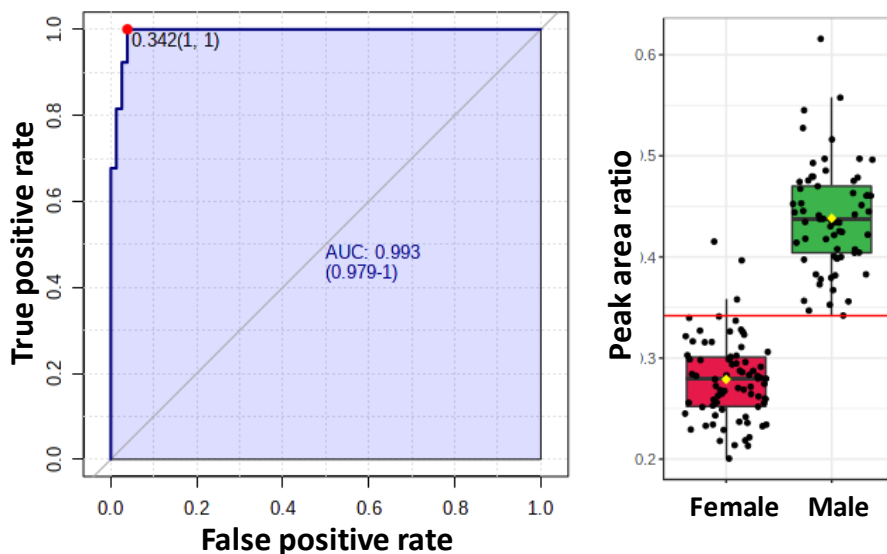 True positive rate
1.0
0.8
0.6
0.4
0.2
0.0
0.342(1, 1)
AUC: 0.993
(0.979-1)
0.0 0.2 0.4 0.6 0.8 1.0
False positive rate
Peak area ratio
0.6
0.5
0.4
0.3
0.2
Female Male